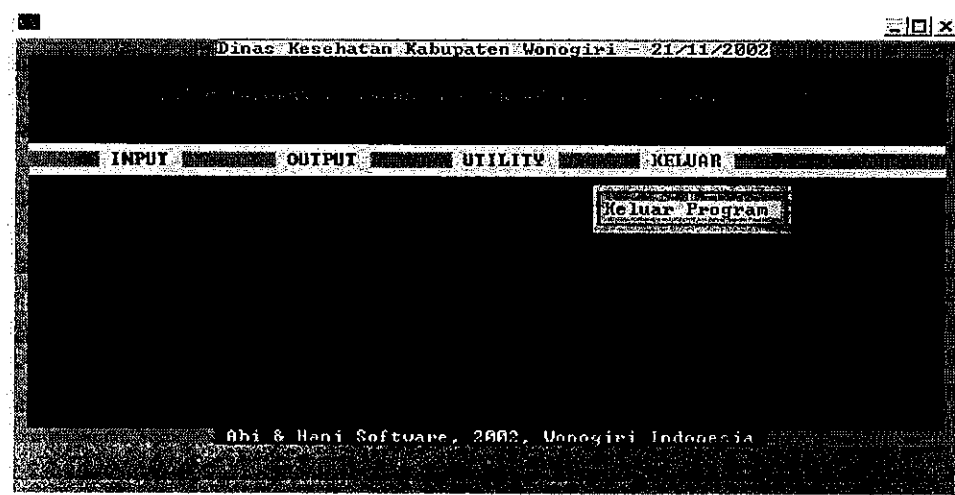 Dinas Kesehatan Kabupaten Wonogiri - 21/11/2002
INPUT OUTPUT UTILITY KELUAR
Keluar Program
Abi & Hani Software, 2002, Wonogiri Indonesia